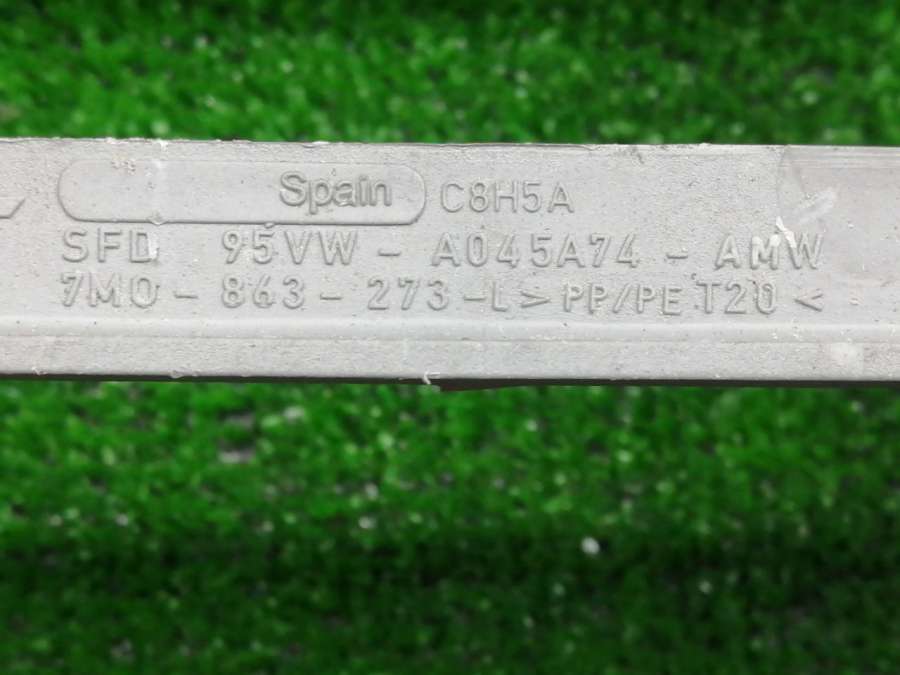 Spain C8H5A
SFD 95VW - A045A74 - AMW
7M0 - 863 - 273 - L > PP/PE T20 <